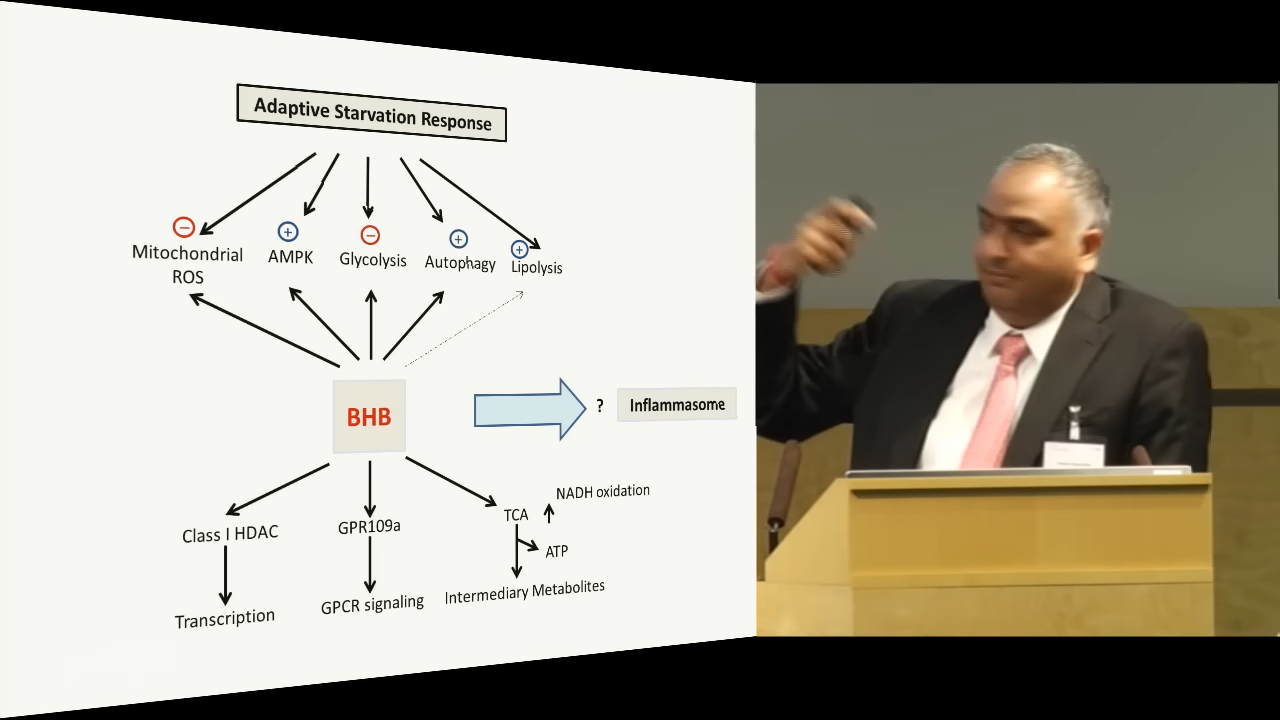 Adaptive Starvation Response
−
+
−
+
+
Mitochondrial
ROS
AMPK
Glycolysis
Autophagy
Lipolysis
BHB
?
Inflammasome
Class I HDAC
GPR109a
TCA
NADH oxidation
ATP
Transcription
GPCR signaling
Intermediary Metabolites